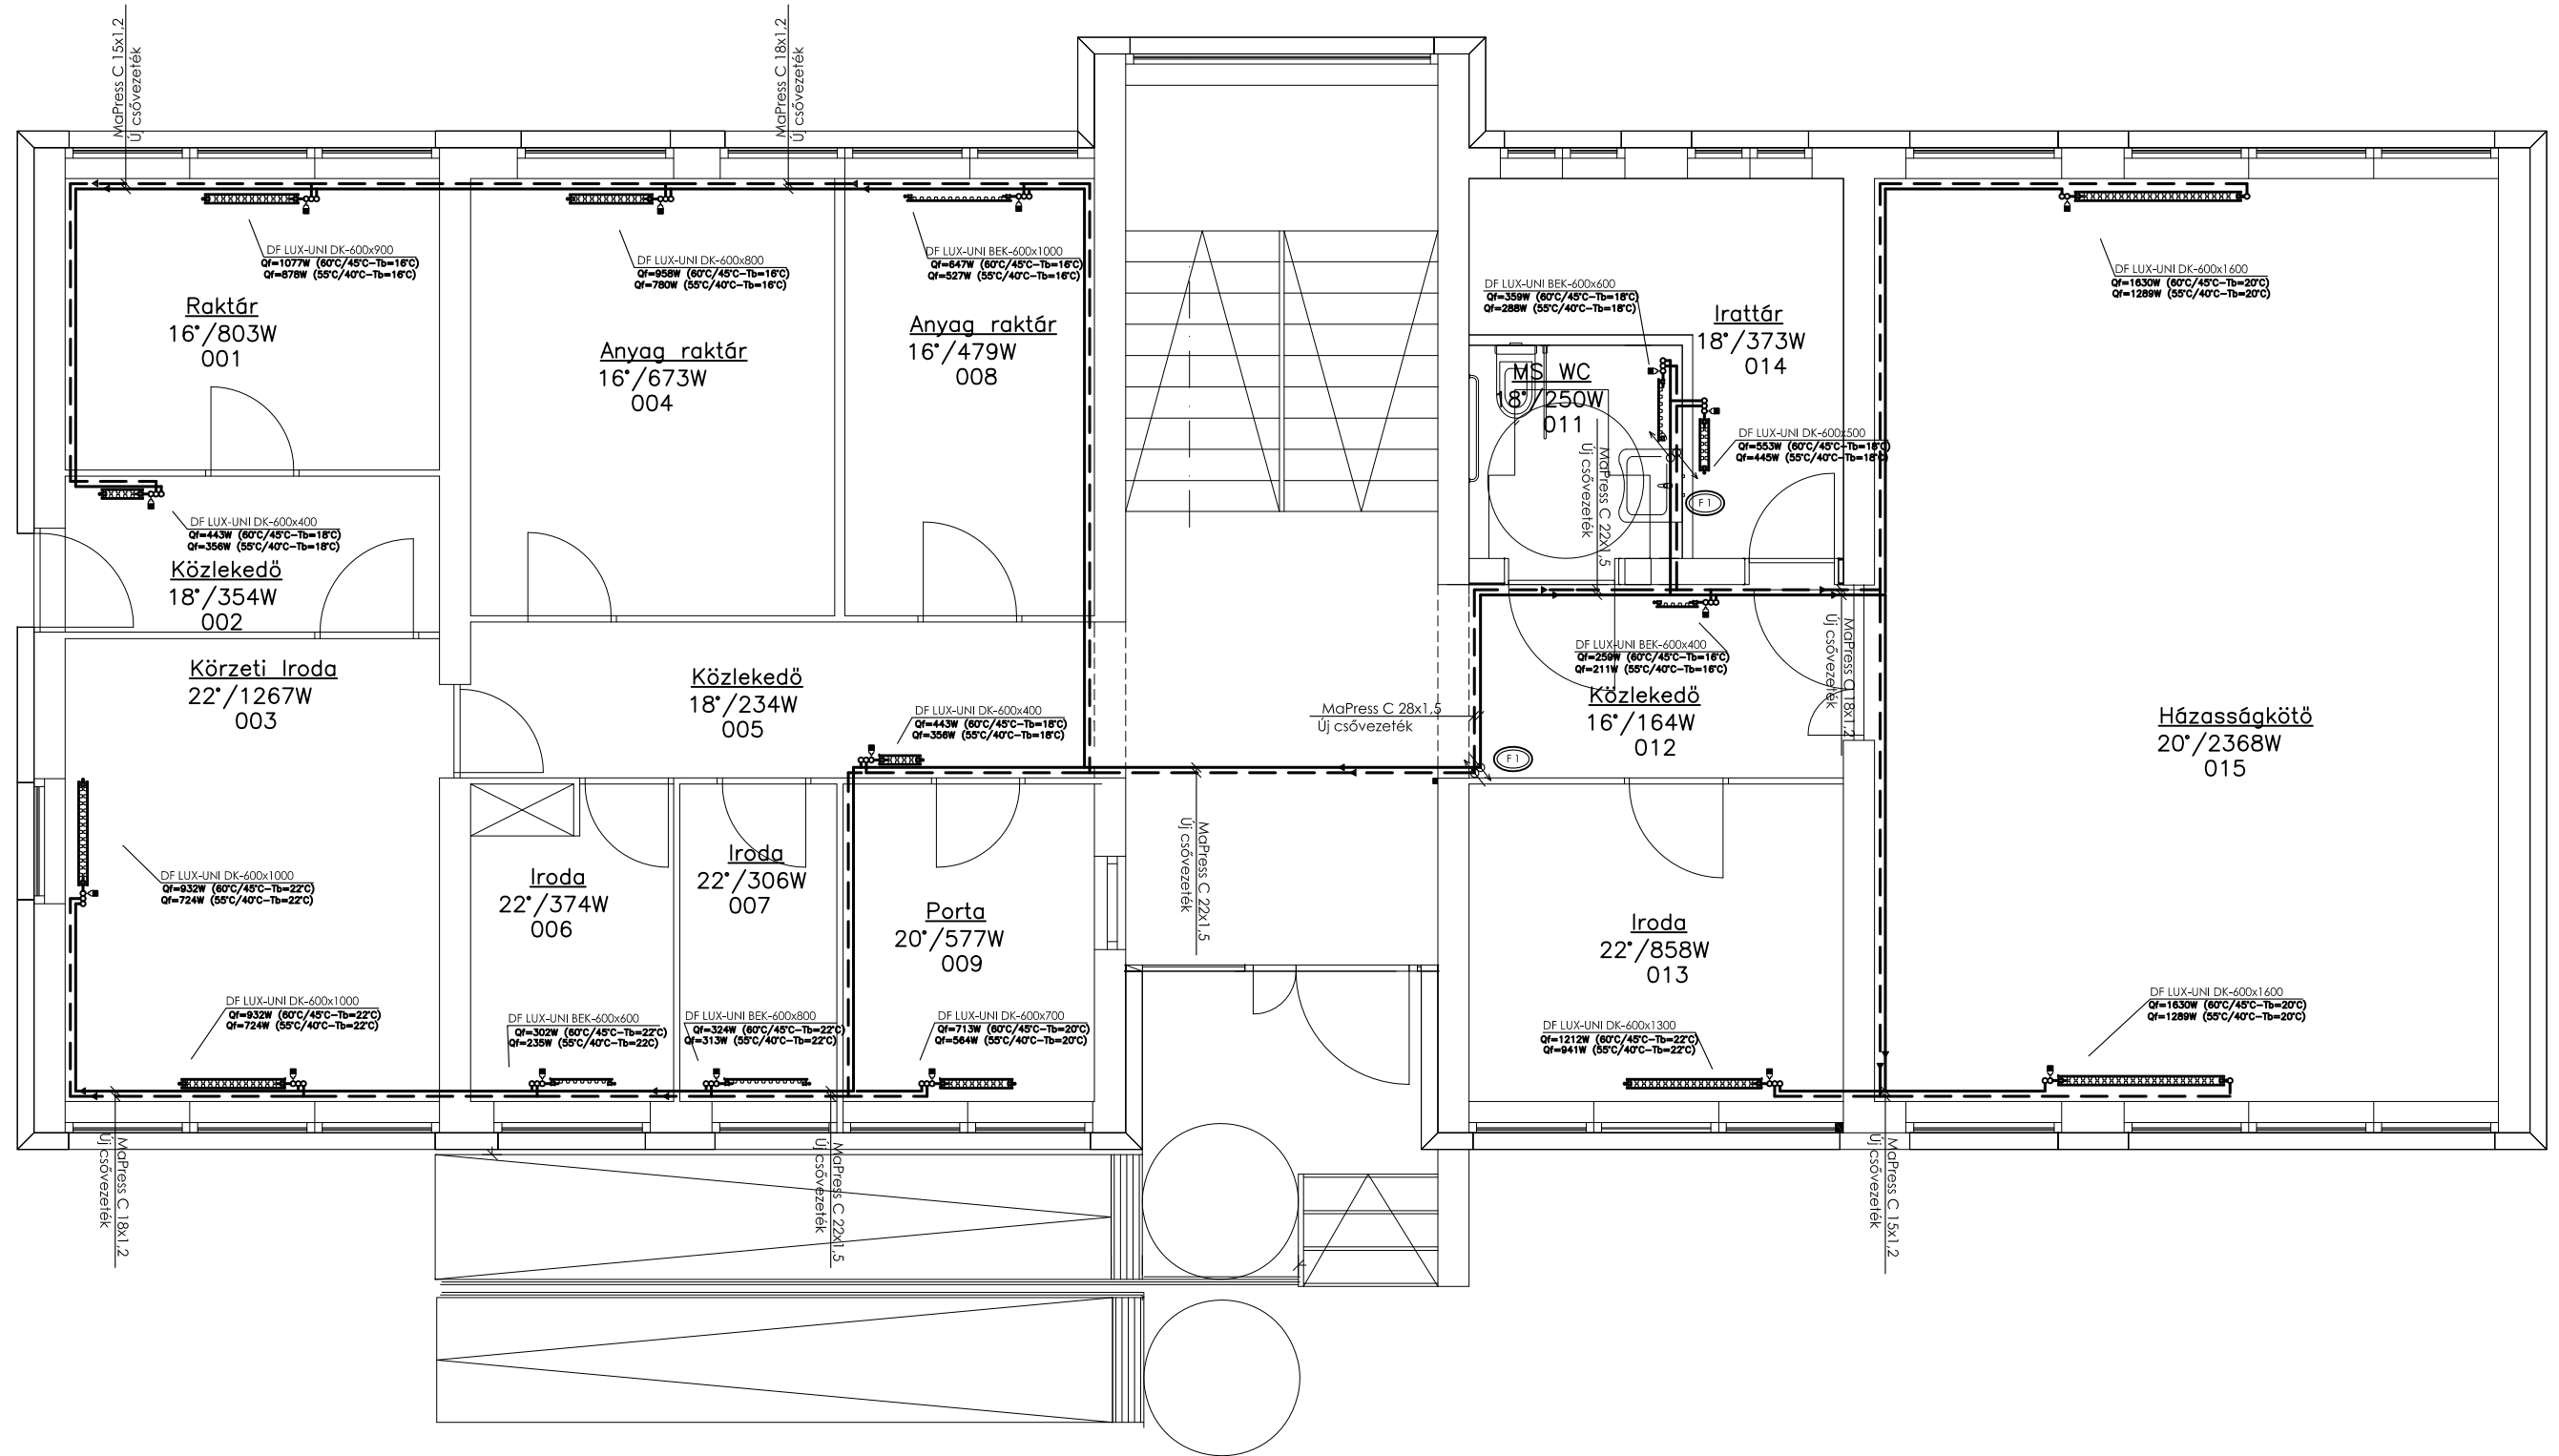 MaPress C 15x1,2
Új csővezeték
MaPress C 18x1,2
Új csővezeték
DF LUX-UNI DK-600x900
Qf=1077W (60°C/45°C-Tb=16°C)
Qf=878W (55°C/40°C-Tb=16°C)
Raktár
16°/803W
001
DF LUX-UNI DK-600x800
Qf=958W (60°C/45°C-Tb=16°C)
Qf=780W (55°C/40°C-Tb=16°C)
Anyag raktár
16°/673W
004
DF LUX-UNI BEK-600x1000
Qf=647W (60°C/45°C-Tb=16°C)
Qf=527W (55°C/40°C-Tb=16°C)
Anyag raktár
16°/479W
008
DF LUX-UNI BEK-600x600
Qf=359W (60°C/45°C-Tb=18°C)
Qf=288W (55°C/40°C-Tb=18°C)
MS WC
18°/250W
011
Irattár
18°/373W
014
DF LUX-UNI DK-600x500
Qf=553W (60°C/45°C-Tb=18°C)
Qf=445W (55°C/40°C-Tb=18°C)
F1
MaPress C 22x1,5
Új csővezeték
DF LUX-UNI DK-600x1600
Qf=1630W (60°C/45°C-Tb=20°C)
Qf=1289W (55°C/40°C-Tb=20°C)
DF LUX-UNI DK-600x400
Qf=443W (60°C/45°C-Tb=18°C)
Qf=356W (55°C/40°C-Tb=18°C)
Közlekedő
18°/354W
002
Körzeti Iroda
22°/1267W
003
Közlekedő
18°/234W
005
DF LUX-UNI DK-600x400
Qf=443W (60°C/45°C-Tb=18°C)
Qf=356W (55°C/40°C-Tb=18°C)
MaPress C 28x1,5
Új csővezeték
DF LUX-UNI BEK-600x400
Qf=259W (60°C/45°C-Tb=16°C)
Qf=211W (55°C/40°C-Tb=16°C)
Közlekedő
16°/164W
012
F1
MaPress C 18x1,2
Új csővezeték
Házasságkötő
20°/2368W
015
DF LUX-UNI DK-600x1000
Qf=932W (60°C/45°C-Tb=22°C)
Qf=724W (55°C/40°C-Tb=22°C)
Iroda
22°/374W
006
Iroda
22°/306W
007
Porta
20°/577W
009
MaPress C 22x1,5
Új csővezeték
Iroda
22°/858W
013
DF LUX-UNI DK-600x1000
Qf=932W (60°C/45°C-Tb=22°C)
Qf=724W (55°C/40°C-Tb=22°C)
DF LUX-UNI BEK-600x600
Qf=302W (60°C/45°C-Tb=22°C)
Qf=235W (55°C/40°C-Tb=22C)
DF LUX-UNI BEK-600x800
Qf=324W (60°C/45°C-Tb=22°C)
Qf=313W (55°C/40°C-Tb=22°C)
DF LUX-UNI DK-600x700
Qf=713W (60°C/45°C-Tb=20°C)
Qf=564W (55°C/40°C-Tb=20°C)
DF LUX-UNI DK-600x1300
Qf=1212W (60°C/45°C-Tb=22°C)
Qf=941W (55°C/40°C-Tb=22°C)
DF LUX-UNI DK-600x1600
Qf=1630W (60°C/45°C-Tb=20°C)
Qf=1289W (55°C/40°C-Tb=20°C)
MaPress C 18x1,2
Új csővezeték
MaPress C 22x1,5
Új csővezeték
MaPress C 15x1,2
Új csővezeték